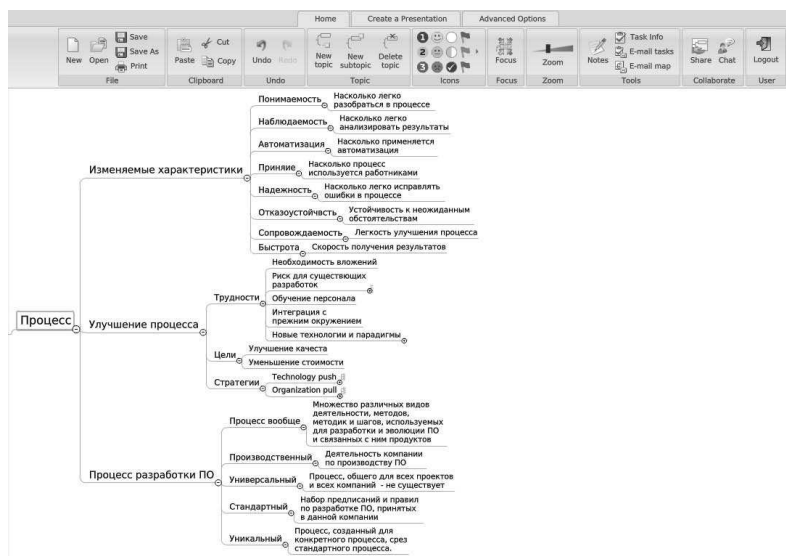 Home Create a Presentation Advanced Options
New Open Save Save As Print
Paste Cut Copy
Undo Redo
New topic New subtopic Delete topic
Focus
Zoom
Notes Task Info E-mail tasks E-mail map
Share Chat
Logout
File Clipboard Undo Topic Icons Focus Zoom Tools Collaborate User
Процесс
Изменяемые характеристики
Понимаемость
Насколько легко
разобраться в процессе
Наблюдаемость
Насколько легко
анализировать результаты
Автоматизация
Насколько применяется
автоматизация
Приняие
Насколько процесс
используется работниками
Надежность
Насколько легко исправлять
ошибки в процессе
Отказоустойчвсть
Устойчивость к неожиданным
обстоятельствам
Сопровождаемость
Легкость улучшения процесса
Быстрота
Скорость получения результатов
Улучшение процесса
Трудности
Необходимость вложений
Риск для существующих
разработок
Обучение персонала
Интеграция с
прежним окружением
Новые технологии и парадигмы
Цели
Улучшение качеста
Уменьшение стоимости
Стратегии
Technology push
Organization pull
Процесс разработки ПО
Процесс вообще
Множество различных видов
деятельности, методов,
методик и шагов, используемых
для разработки и эволюции ПО
и связанных с ним продуктов
Производственный
Деятельность компании
по производству ПО
Универсальный
Процесс, общего для всех проектов
и всех компаний - не существует
Стандартный
Набор предписаний и правил
по разработке ПО, принятых
в данной компании
Уникальный
Процесс, созданный для
конкретного процесса, срез
стандартного процесса.